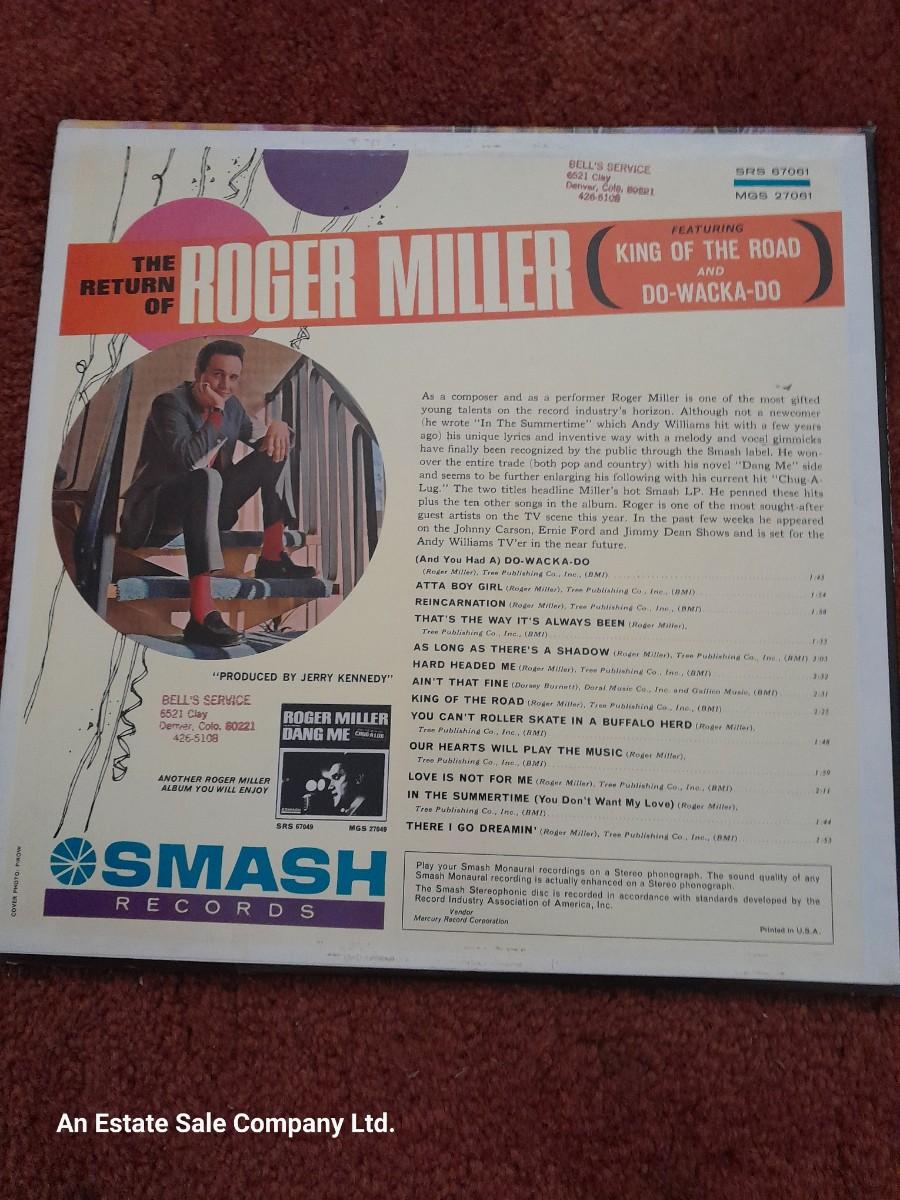 BELL'S SERVICE
6521 Clay
Denver, Colo. 80221
426-5108
SRS 67061
MGS 27061
THE
RETURN
OF
ROGER MILLER
FEATURING
KING OF THE ROAD
AND
DO-WACKA-DO
As a composer and as a performer Roger Miller is one of the most gifted
young talents on the record industry's horizon. Although not a newcomer
(he wrote "In The Summertime" which Andy Williams hit with a few years
ago) his unique lyrics and inventive way with a melody and vocal gimmicks
have finally been recognized by the public through the Smash label. He won-
over the entire trade (both pop and country) with his novel "Dang Me" side
and seems to be further enlarging his following with his current hit "Chug-A-
Lug." The two titles headline Miller's hot Smash LP. He penned these hits
plus the ten other songs in the album. Roger is one of the most sought-after
guest artists on the TV scene this year. In the past few weeks he appeared
on the Johnny Carson, Ernie Ford and Jimmy Dean Shows and is set for the
Andy Williams TV'er in the near future.
(And You Had A) DO-WACKA-DO
(Roger Miller), Tree Publishing Co., Inc., (BMI) 1:43
ATTA BOY GIRL (Roger Miller), Tree Publishing Co., Inc., (BMI) 1:54
REINCARNATION (Roger Miller), Tree Publishing Co., Inc., (BMI) 1:58
THAT'S THE WAY IT'S ALWAYS BEEN (Roger Miller),
Tree Publishing Co., Inc., (BMI) 1:33
AS LONG AS THERE'S A SHADOW (Roger Miller), Tree Publishing Co., Inc., (BMI) 2:03
HARD HEADED ME (Roger Miller), Tree Publishing Co., Inc., (BMI) 2:32
AIN'T THAT FINE (Dorsey Burnett), Doral Music Co., Inc. and Gallico Music, (BMI) 2:31
KING OF THE ROAD (Roger Miller), Tree Publishing Co., Inc., (BMI) 2:25
YOU CAN'T ROLLER SKATE IN A BUFFALO HERD (Roger Miller),
Tree Publishing Co., Inc., (BMI) 1:48
OUR HEARTS WILL PLAY THE MUSIC (Roger Miller),
Tree Publishing Co., Inc., (BMI) 1:59
LOVE IS NOT FOR ME (Roger Miller), Tree Publishing Co., Inc., (BMI) 2:11
IN THE SUMMERTIME (You Don't Want My Love) (Roger Miller),
Tree Publishing Co., Inc., (BMI) 1:44
THERE I GO DREAMIN' (Roger Miller), Tree Publishing Co., Inc., (BMI) 1:53
"PRODUCED BY JERRY KENNEDY"
BELL'S SERVICE
6521 Clay
Denver, Colo. 80221
426-5108
ROGER MILLER
DANG ME
CHUG A LUG
ANOTHER ROGER MILLER
ALBUM YOU WILL ENJOY
SRS 67049 MGS 27049
COVER PHOTO: PIROW
SMASH
RECORDS
Play your Smash Monaural recordings on a Stereo phonograph. The sound quality of any
Smash Monaural recording is actually enhanced on a Stereo phonograph.
The Smash Stereophonic disc is recorded in accordance with standards developed by the
Record Industry Association of America, Inc.
Vendor
Mercury Record Corporation
Printed in U.S.A.
An Estate Sale Company Ltd.